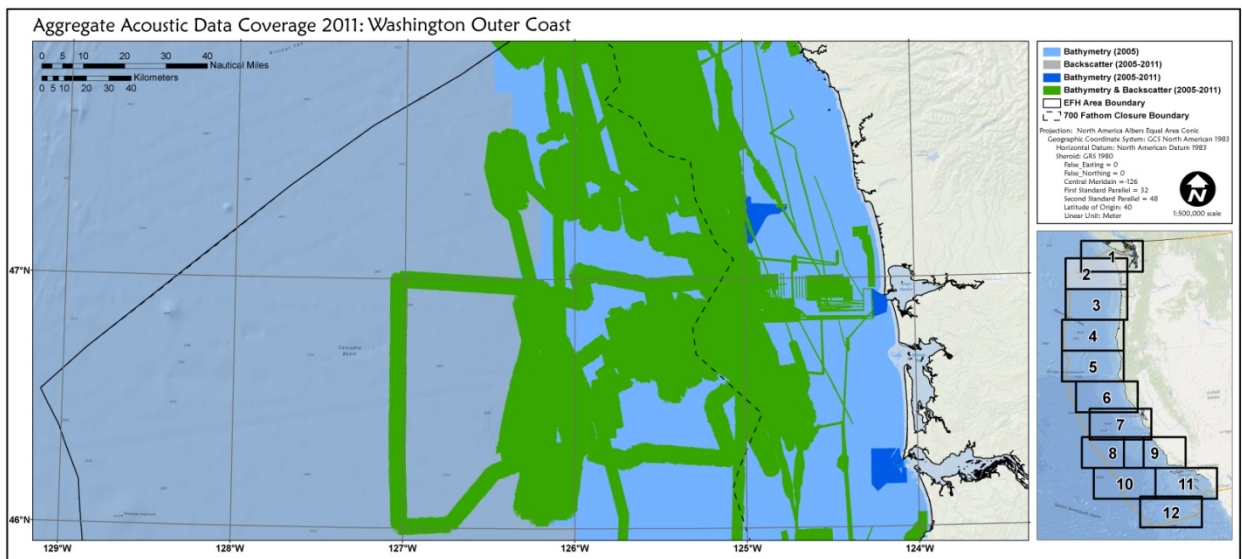 Aggregate Acoustic Data Coverage 2011: Washington Outer Coast
0 5 10 20 30 40
Nautical Miles
Kilometers
0 5 10 20 30 40
47°N
46°N
Cascadia
Basin
129°W 128°W 127°W 126°W 125°W 124°W
Bathymetry (2005)
Backscatter (2005-2011)
Bathymetry (2005-2011)
Bathymetry & Backscatter (2005-2011)
EFH Area Boundary
700 Fathom Closure Boundary
Projection: North America Albers Equal Area Conic
Geographic Coordinate System: GCS North American 1983
Horizontal Datum: North American Datum 1983
Sheroid: GRS 1980
False_Easting = 0
False_Northing = 0
Central Meridain =-126
First Standard Parallel = 32
Second Standard Parallel = 48
Latitude of Origin: 40
Linear Unit: Meter
N
1:500,000 scale
1
2
3
4
5
6
7
8 9
10 11
12